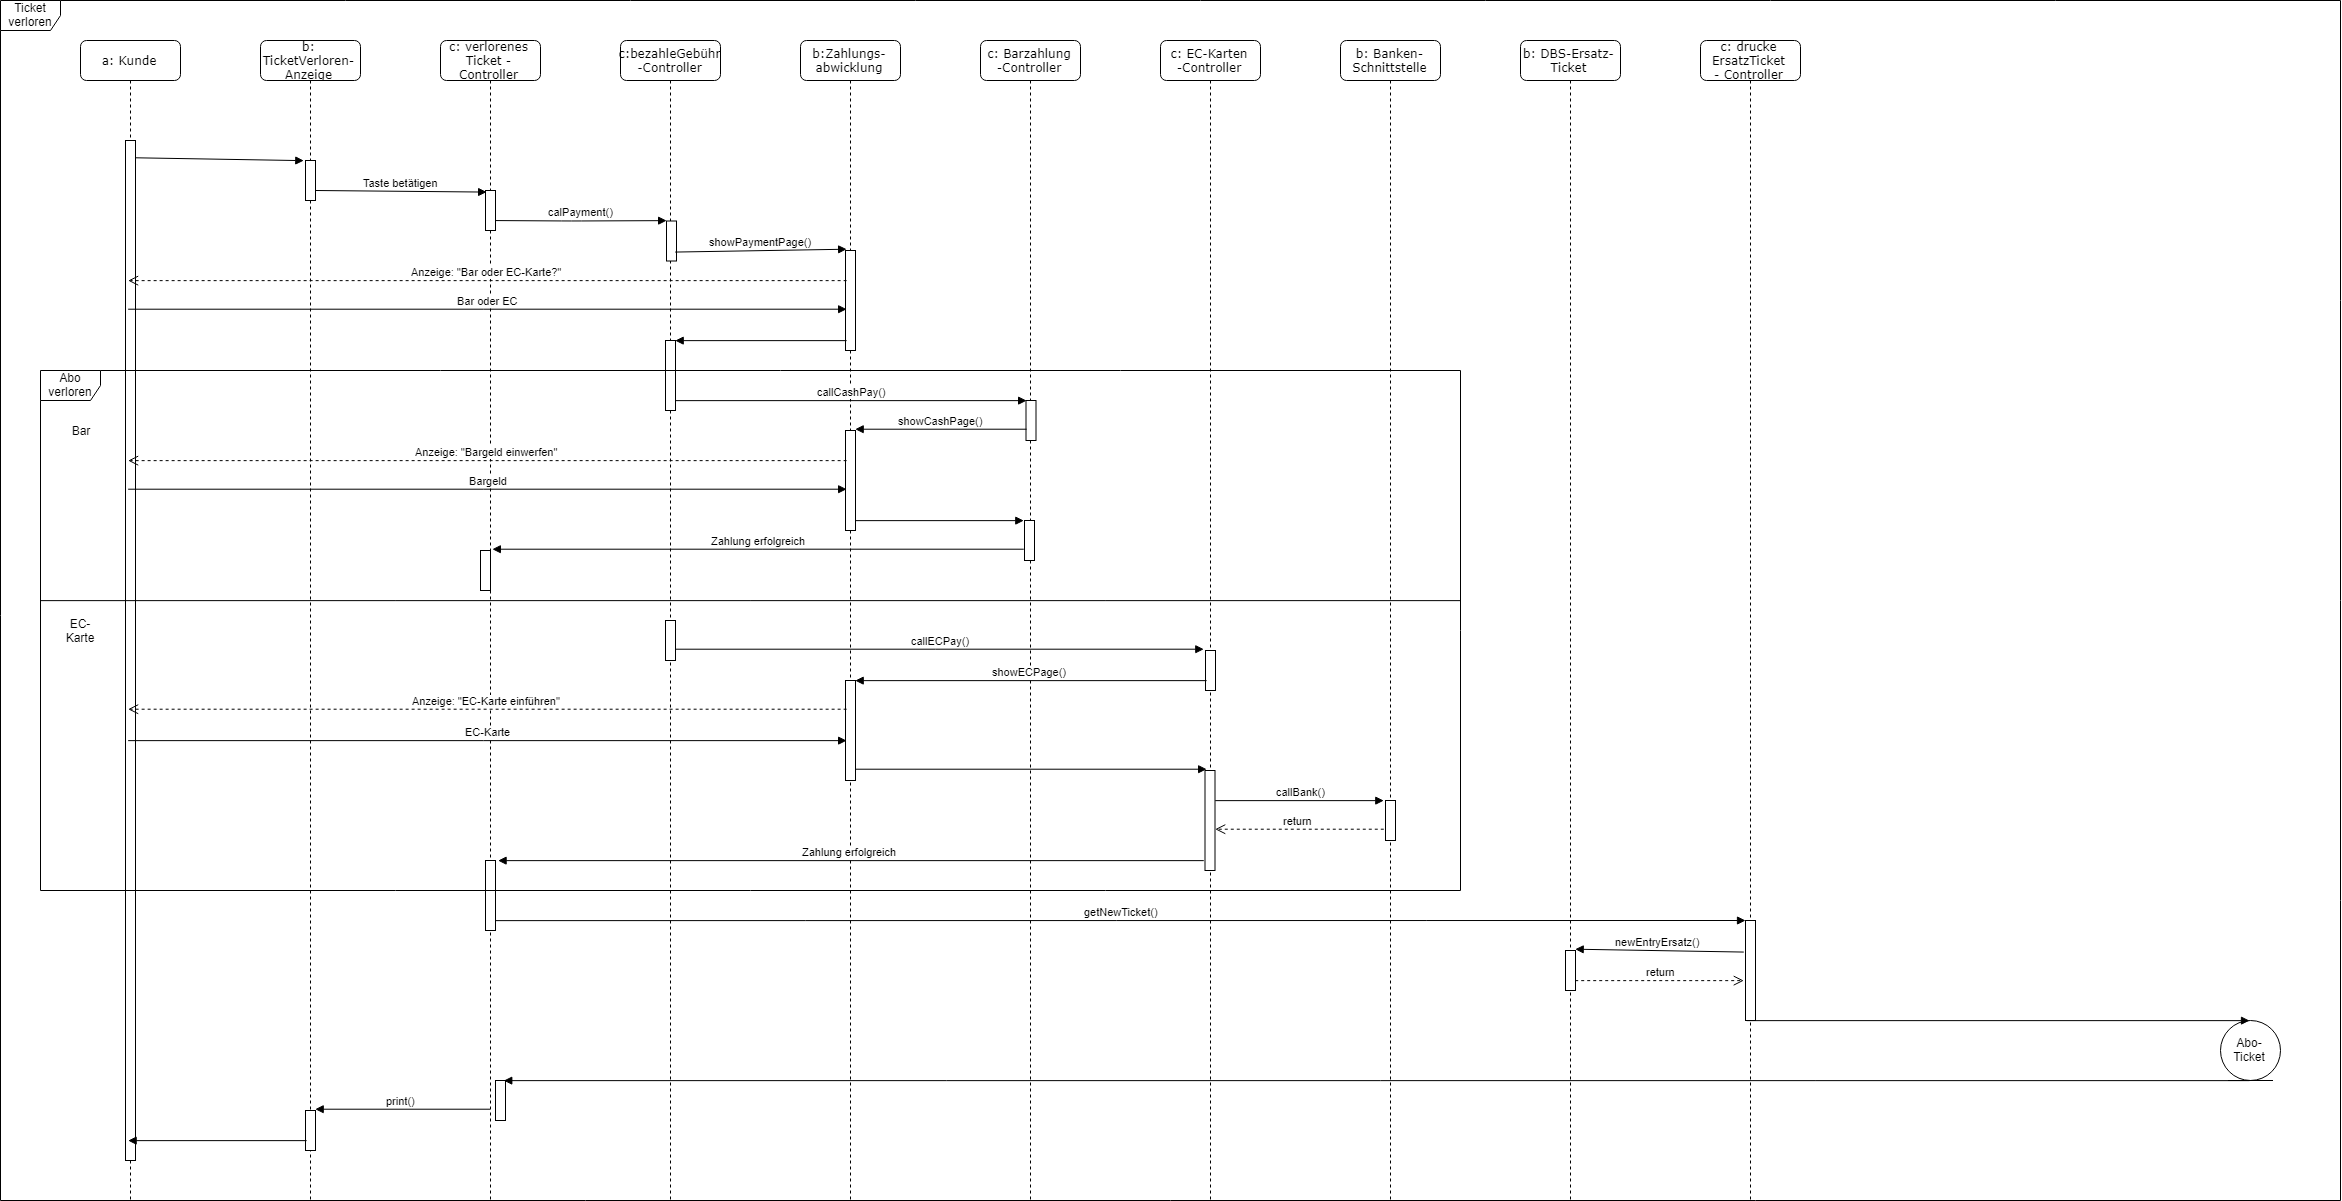 Ticket
verloren
a: Kunde
b:
TicketVerloren-
Anzeige
c: verlorenes
Ticket -
Controller
c:bezahleGebühr
-Controller
b:Zahlungs-
abwicklung
c: Barzahlung
-Controller
c: EC-Karten
-Controller
b: Banken-
Schnittstelle
b: DBS-Ersatz-
Ticket
c: drucke
ErsatzTicket
- Controller
Taste betätigen
calPayment()
showPaymentPage()
Anzeige: "Bar oder EC-Karte?"
Bar oder EC
Abo
verloren
callCashPay()
Bar
showCashPage()
Anzeige: "Bargeld einwerfen"
Bargeld
Zahlung erfolgreich
EC-
Karte
callECPay()
showECPage()
Anzeige: "EC-Karte einführen"
EC-Karte
callBank()
return
Zahlung erfolgreich
getNewTicket()
newEntryErsatz()
return
Abo-
Ticket
print()